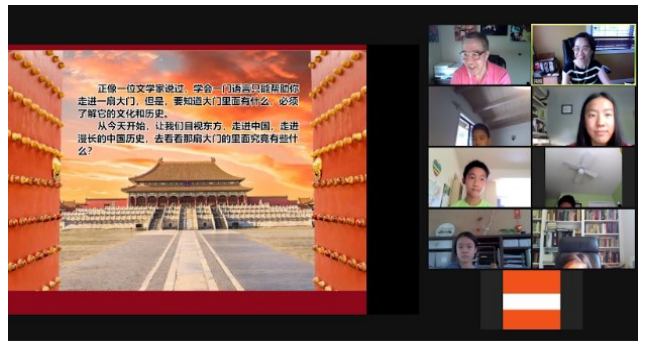 正像一位文学家说过，学会一门语言只能帮助你
走进一扇大门，但是，要知道大门里面有什么，必须
了解它的文化和历史。
从今天开始，让我们目视东方，走进中国，走进
漫长的中国历史，去看看那扇大门的里面究竟有些什
么？